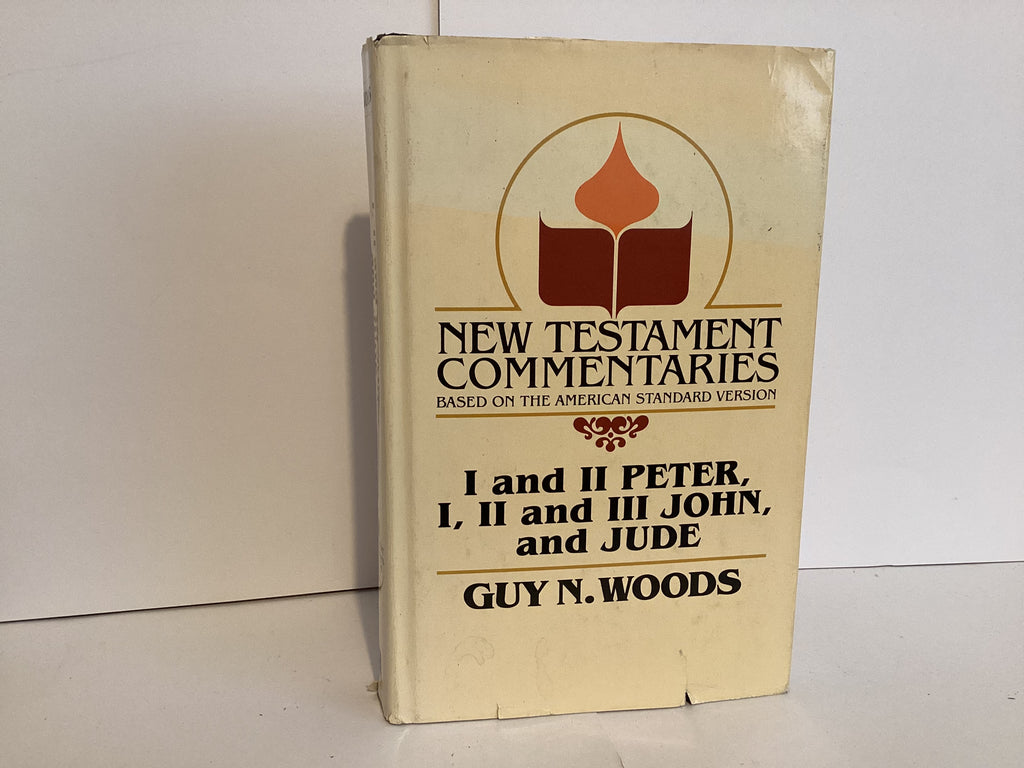 NEW TESTAMENT
COMMENTARIES
BASED ON THE AMERICAN STANDARD VERSION
I and II PETER,
I, II and III JOHN,
and JUDE
GUY N. WOODS